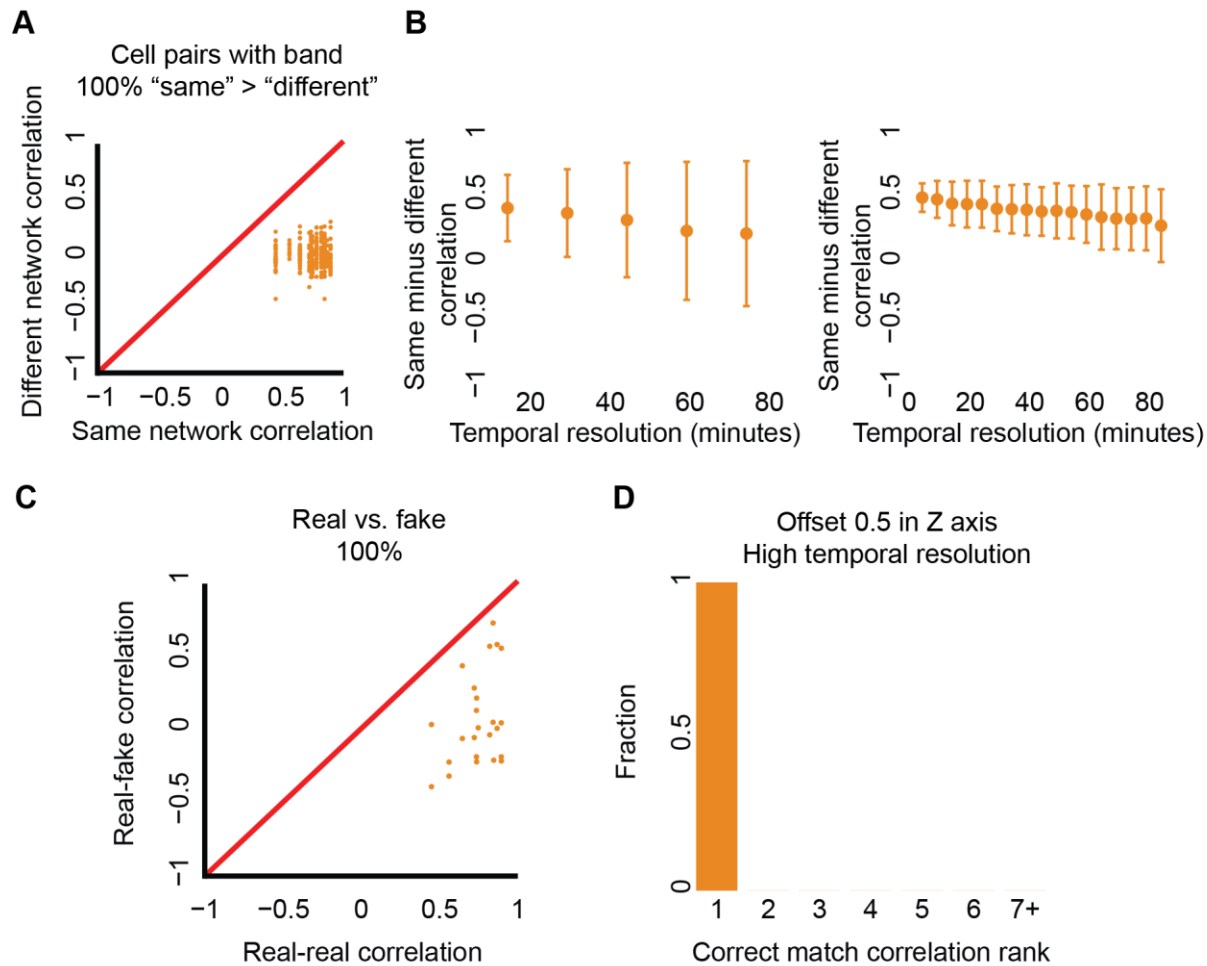 A
Cell pairs with band
100% “same” > “different”
Different network correlation
1
0.5
0
−0.5
−1
−1
−0.5
0
0.5
1
Same network correlation
B
Same minus different
correlation
1
0.5
0
−0.5
−1
20
40
60
80
Temporal resolution (minutes)
Same minus different
correlation
1
0.5
0
−0.5
−1
0
20
40
60
80
Temporal resolution (minutes)
C
Real vs. fake
100%
Real-fake correlation
1
0.5
0
−0.5
−1
−1
−0.5
0
0.5
1
Real-real correlation
D
Offset 0.5 in Z axis
High temporal resolution
Fraction
1
0.5
0
1
2
3
4
5
6
7+
Correct match correlation rank